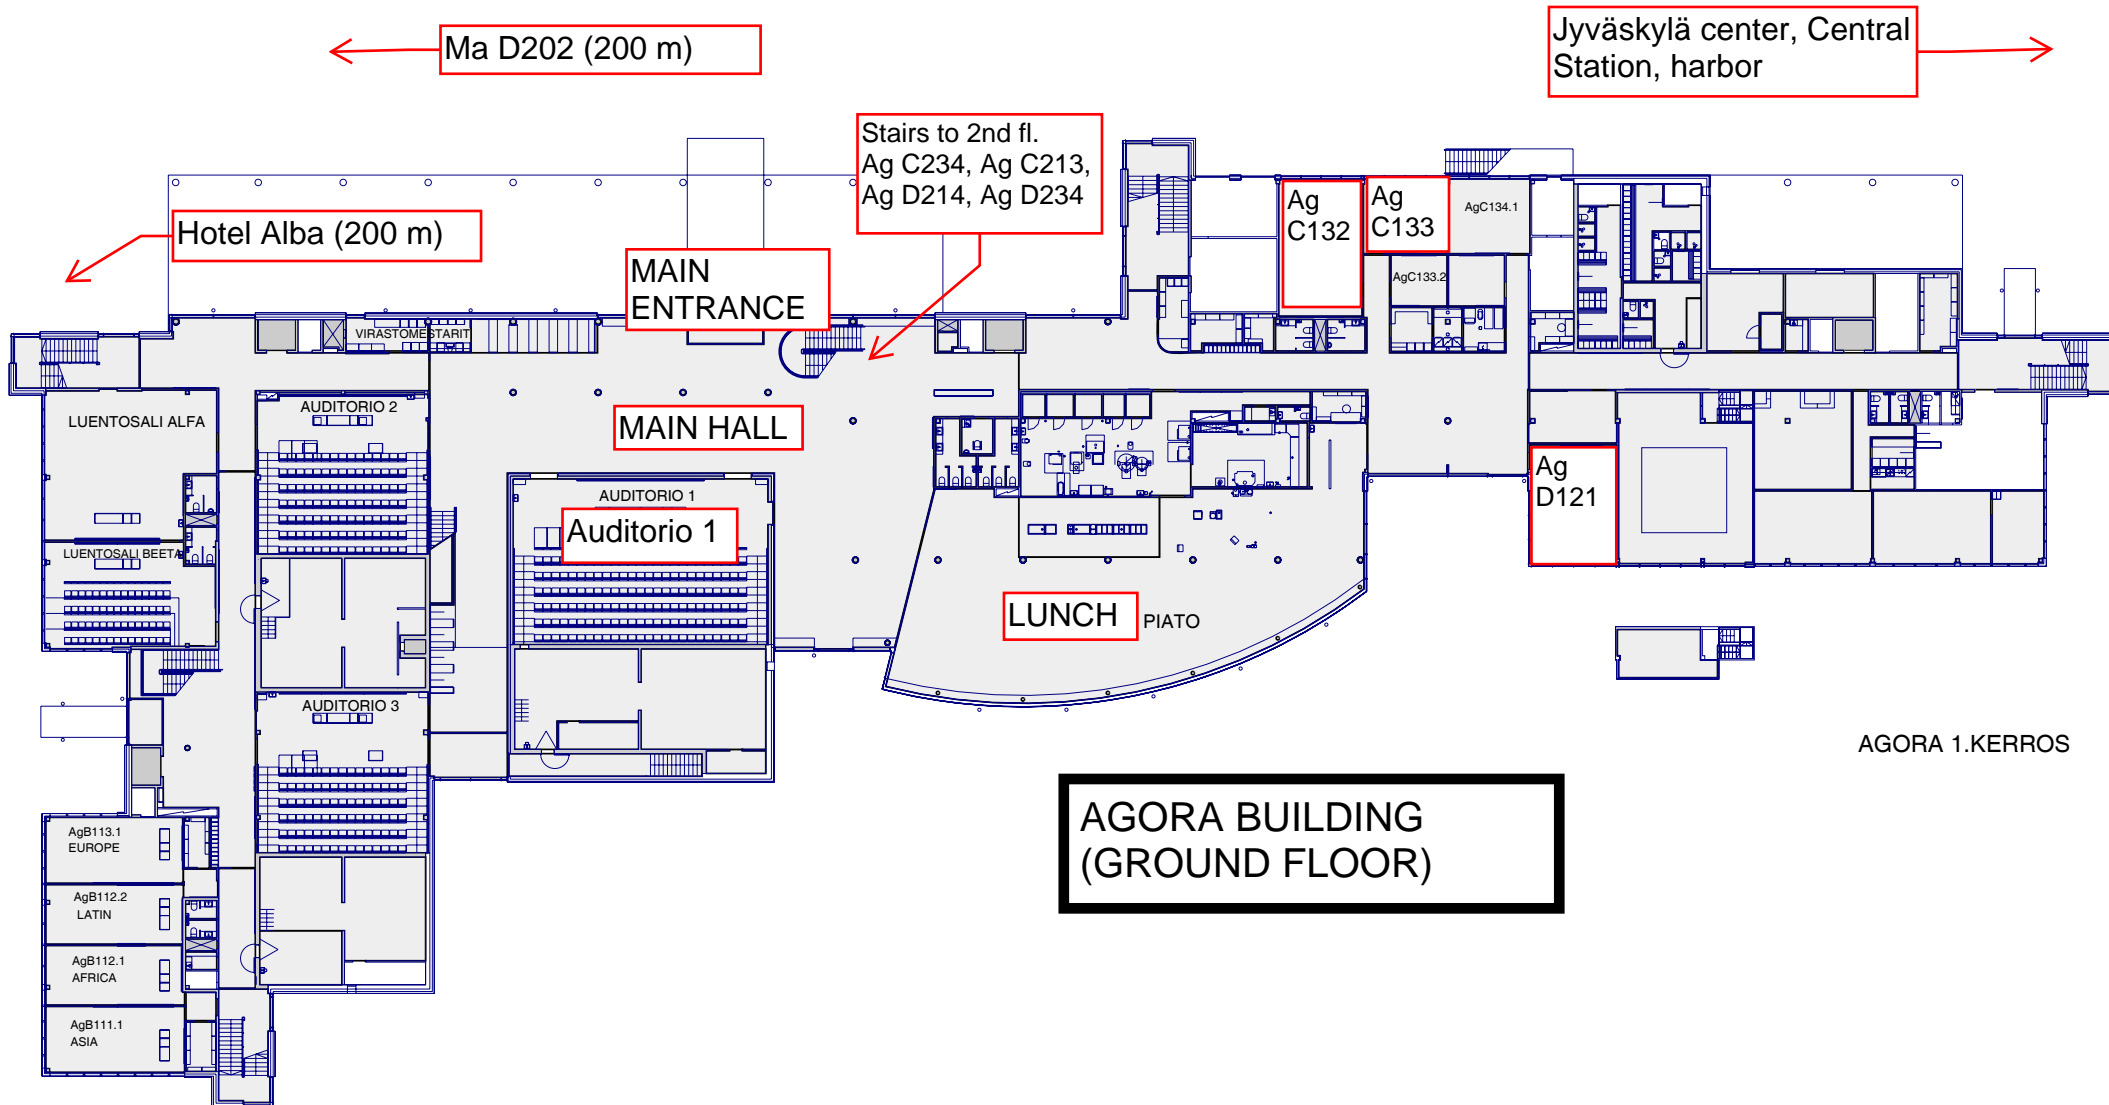 Ma D202 (200 m)
Jyväskylä center, Central
Station, harbor
Stairs to 2nd fl.
Ag C234, Ag C213,
Ag D214, Ag D234
Hotel Alba (200 m)
MAIN
ENTRANCE
Ag
C132
Ag
C133
AgC134.1
AgC133.2
VIRASTOMESTARIT
LUENTOSALI ALFA
AUDITORIO 2
MAIN HALL
AUDITORIO 1
Auditorio 1
Ag
D121
LUENTOSALI BEETA
LUNCH
PIATO
AUDITORIO 3
AGORA 1.KERROS
AGORA BUILDING
(GROUND FLOOR)
AgB113.1
EUROPE
AgB112.2
LATIN
AgB112.1
AFRICA
AgB111.1
ASIA